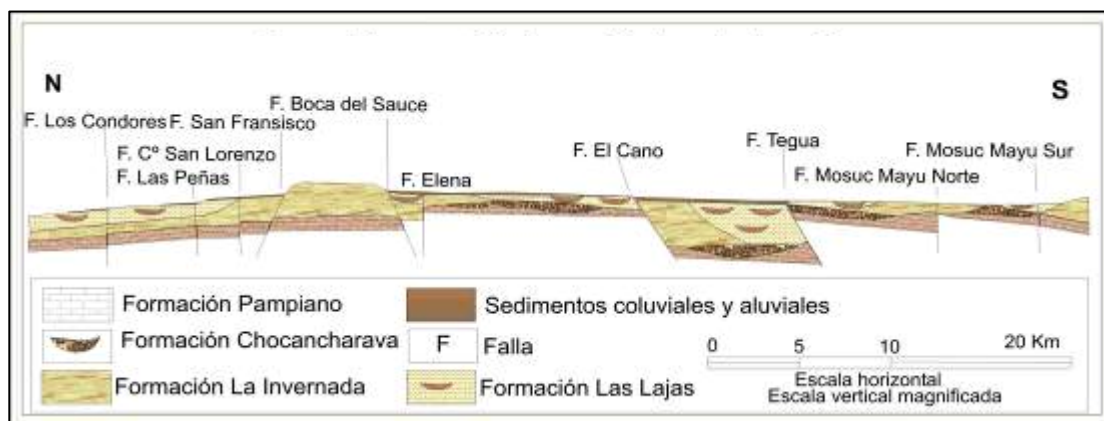 N
S
F. Boca del Sauce
F. Los Condores
F. San Fransisco
F. Tegua
F. Cº San Lorenzo
F. El Cano
F. Mosuc Mayu Sur
F. Las Peñas
F. Elena
F. Mosuc Mayu Norte
Formación Pampiano
Sedimentos coluviales y aluviales
Formación Chocancharava
F
Falla
Formación La Invernada
Formación Las Lajas
0 5 10 20 Km
Escala horizontal
Escala vertical magnificada